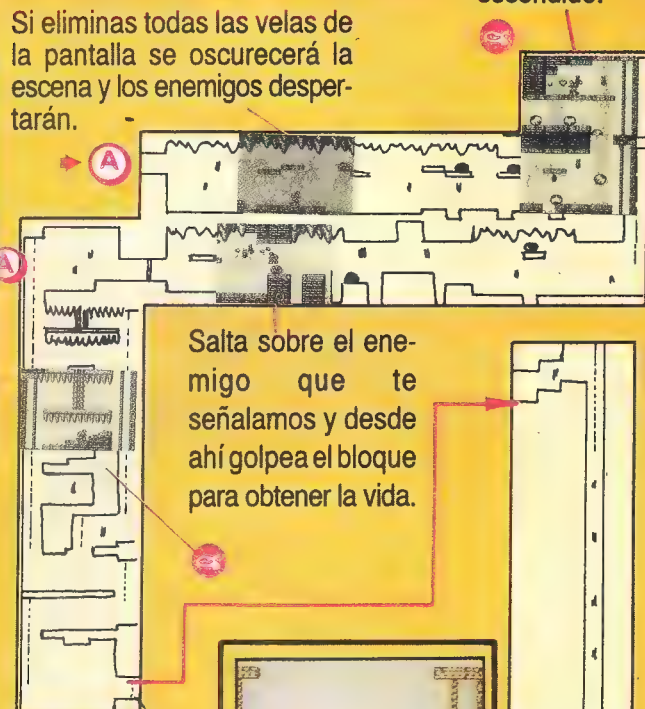 Si eliminas todas las velas de
la pantalla se oscurecerá la
escena y los enemigos desper-
tarán.
A
A
Salta sobre el ene-
migo que te
señalamos y desde
ahí golpea el bloque
para obtener la vida.